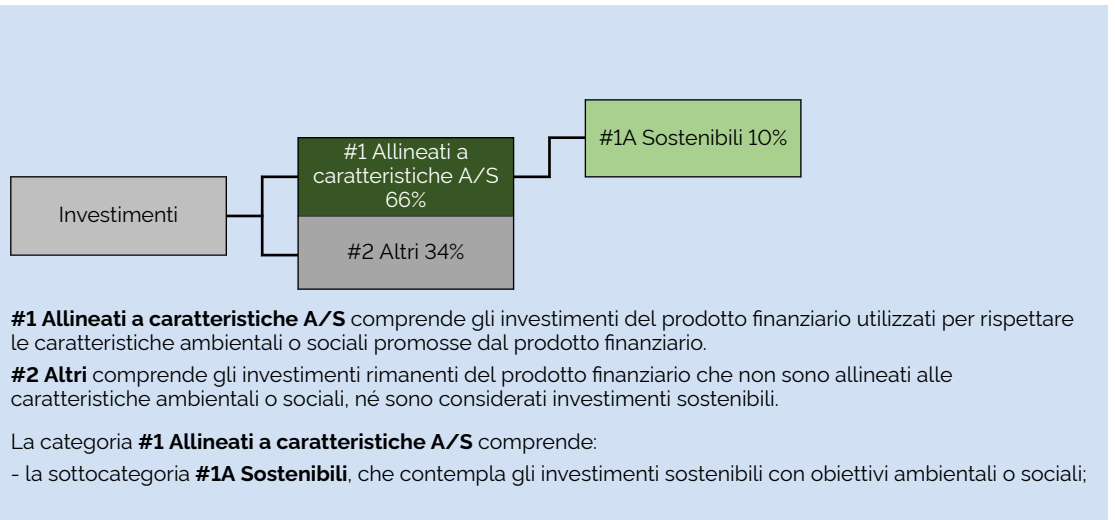 #1A Sostenibili 10%
#1 Allineati a
caratteristiche A/S
66%
Investimenti
#2 Altri 34%
#1 Allineati a caratteristiche A/S comprende gli investimenti del prodotto finanziario utilizzati per rispettare
le caratteristiche ambientali o sociali promosse dal prodotto finanziario.
#2 Altri comprende gli investimenti rimanenti del prodotto finanziario che non sono allineati alle
caratteristiche ambientali o sociali, né sono considerati investimenti sostenibili.
La categoria #1 Allineati a caratteristiche A/S comprende:
- la sottocategoria #1A Sostenibili, che contempla gli investimenti sostenibili con obiettivi ambientali o sociali;